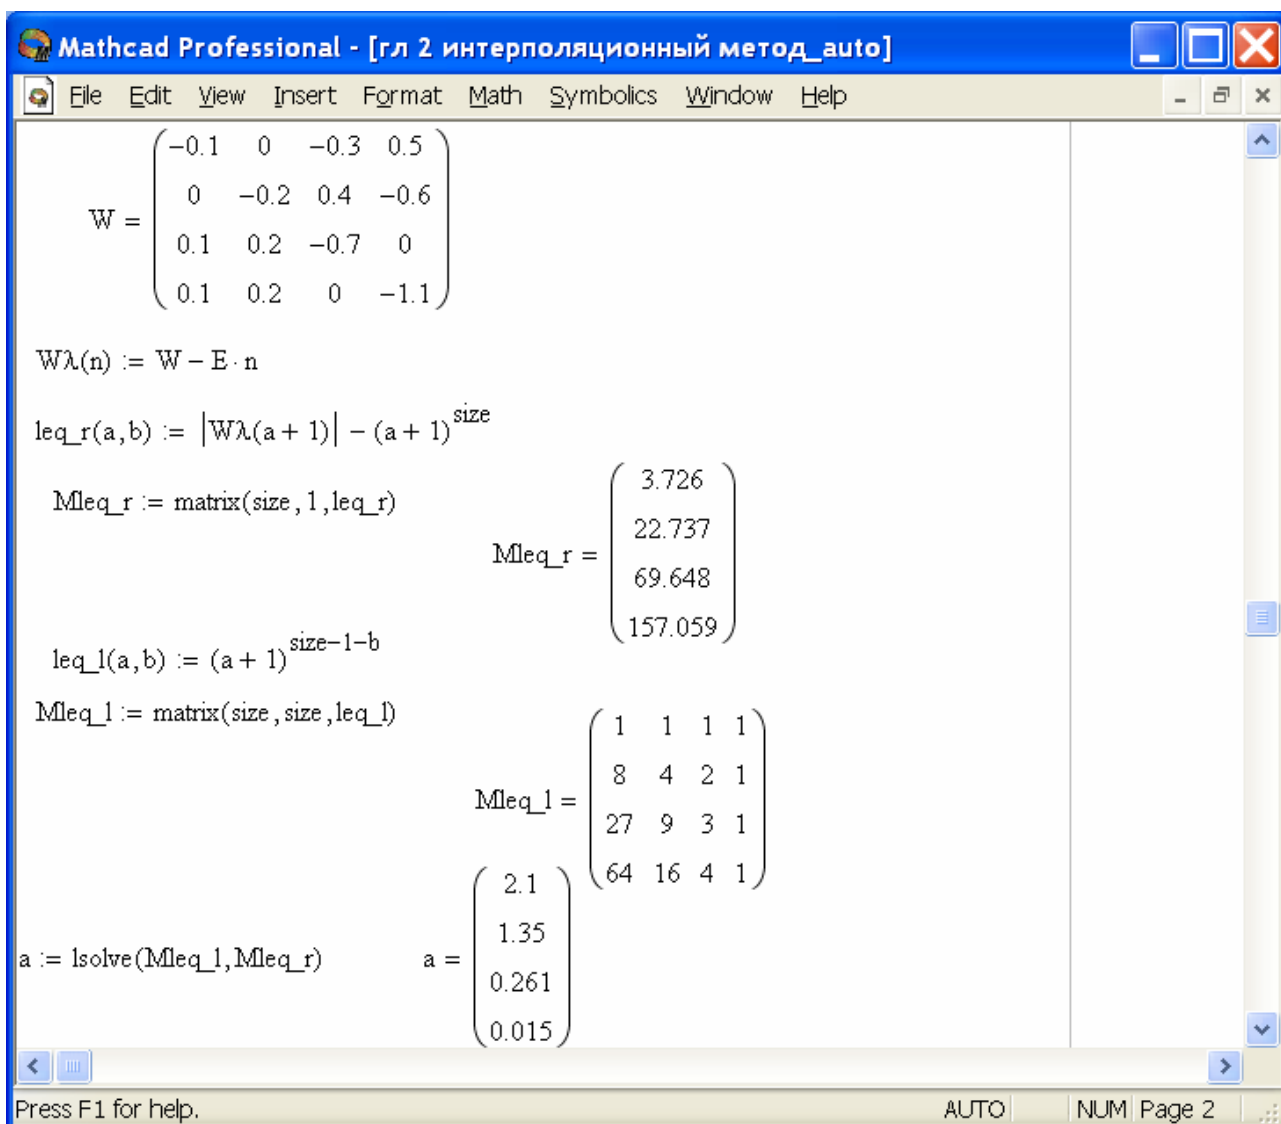 Mathcad Professional - [гл 2 интерполяционный метод_auto]
File Edit View Insert Format Math Symbolics Window Help
W = ( −0.1 0 −0.3 0.5
0 −0.2 0.4 −0.6
0.1 0.2 −0.7 0
0.1 0.2 0 −1.1 )
Wλ(n) := W − E · n
leq_r(a,b) := |Wλ(a + 1)| − (a + 1)^size
Mleq_r := matrix(size, 1, leq_r)
Mleq_r = ( 3.726
22.737
69.648
157.059 )
leq_l(a,b) := (a + 1)^size−1−b
Mleq_l := matrix(size, size, leq_l)
Mleq_l = ( 1 1 1 1
8 4 2 1
27 9 3 1
64 16 4 1 )
a := lsolve(Mleq_l, Mleq_r)
a = ( 2.1
1.35
0.261
0.015 )
Press F1 for help. AUTO NUM Page 2